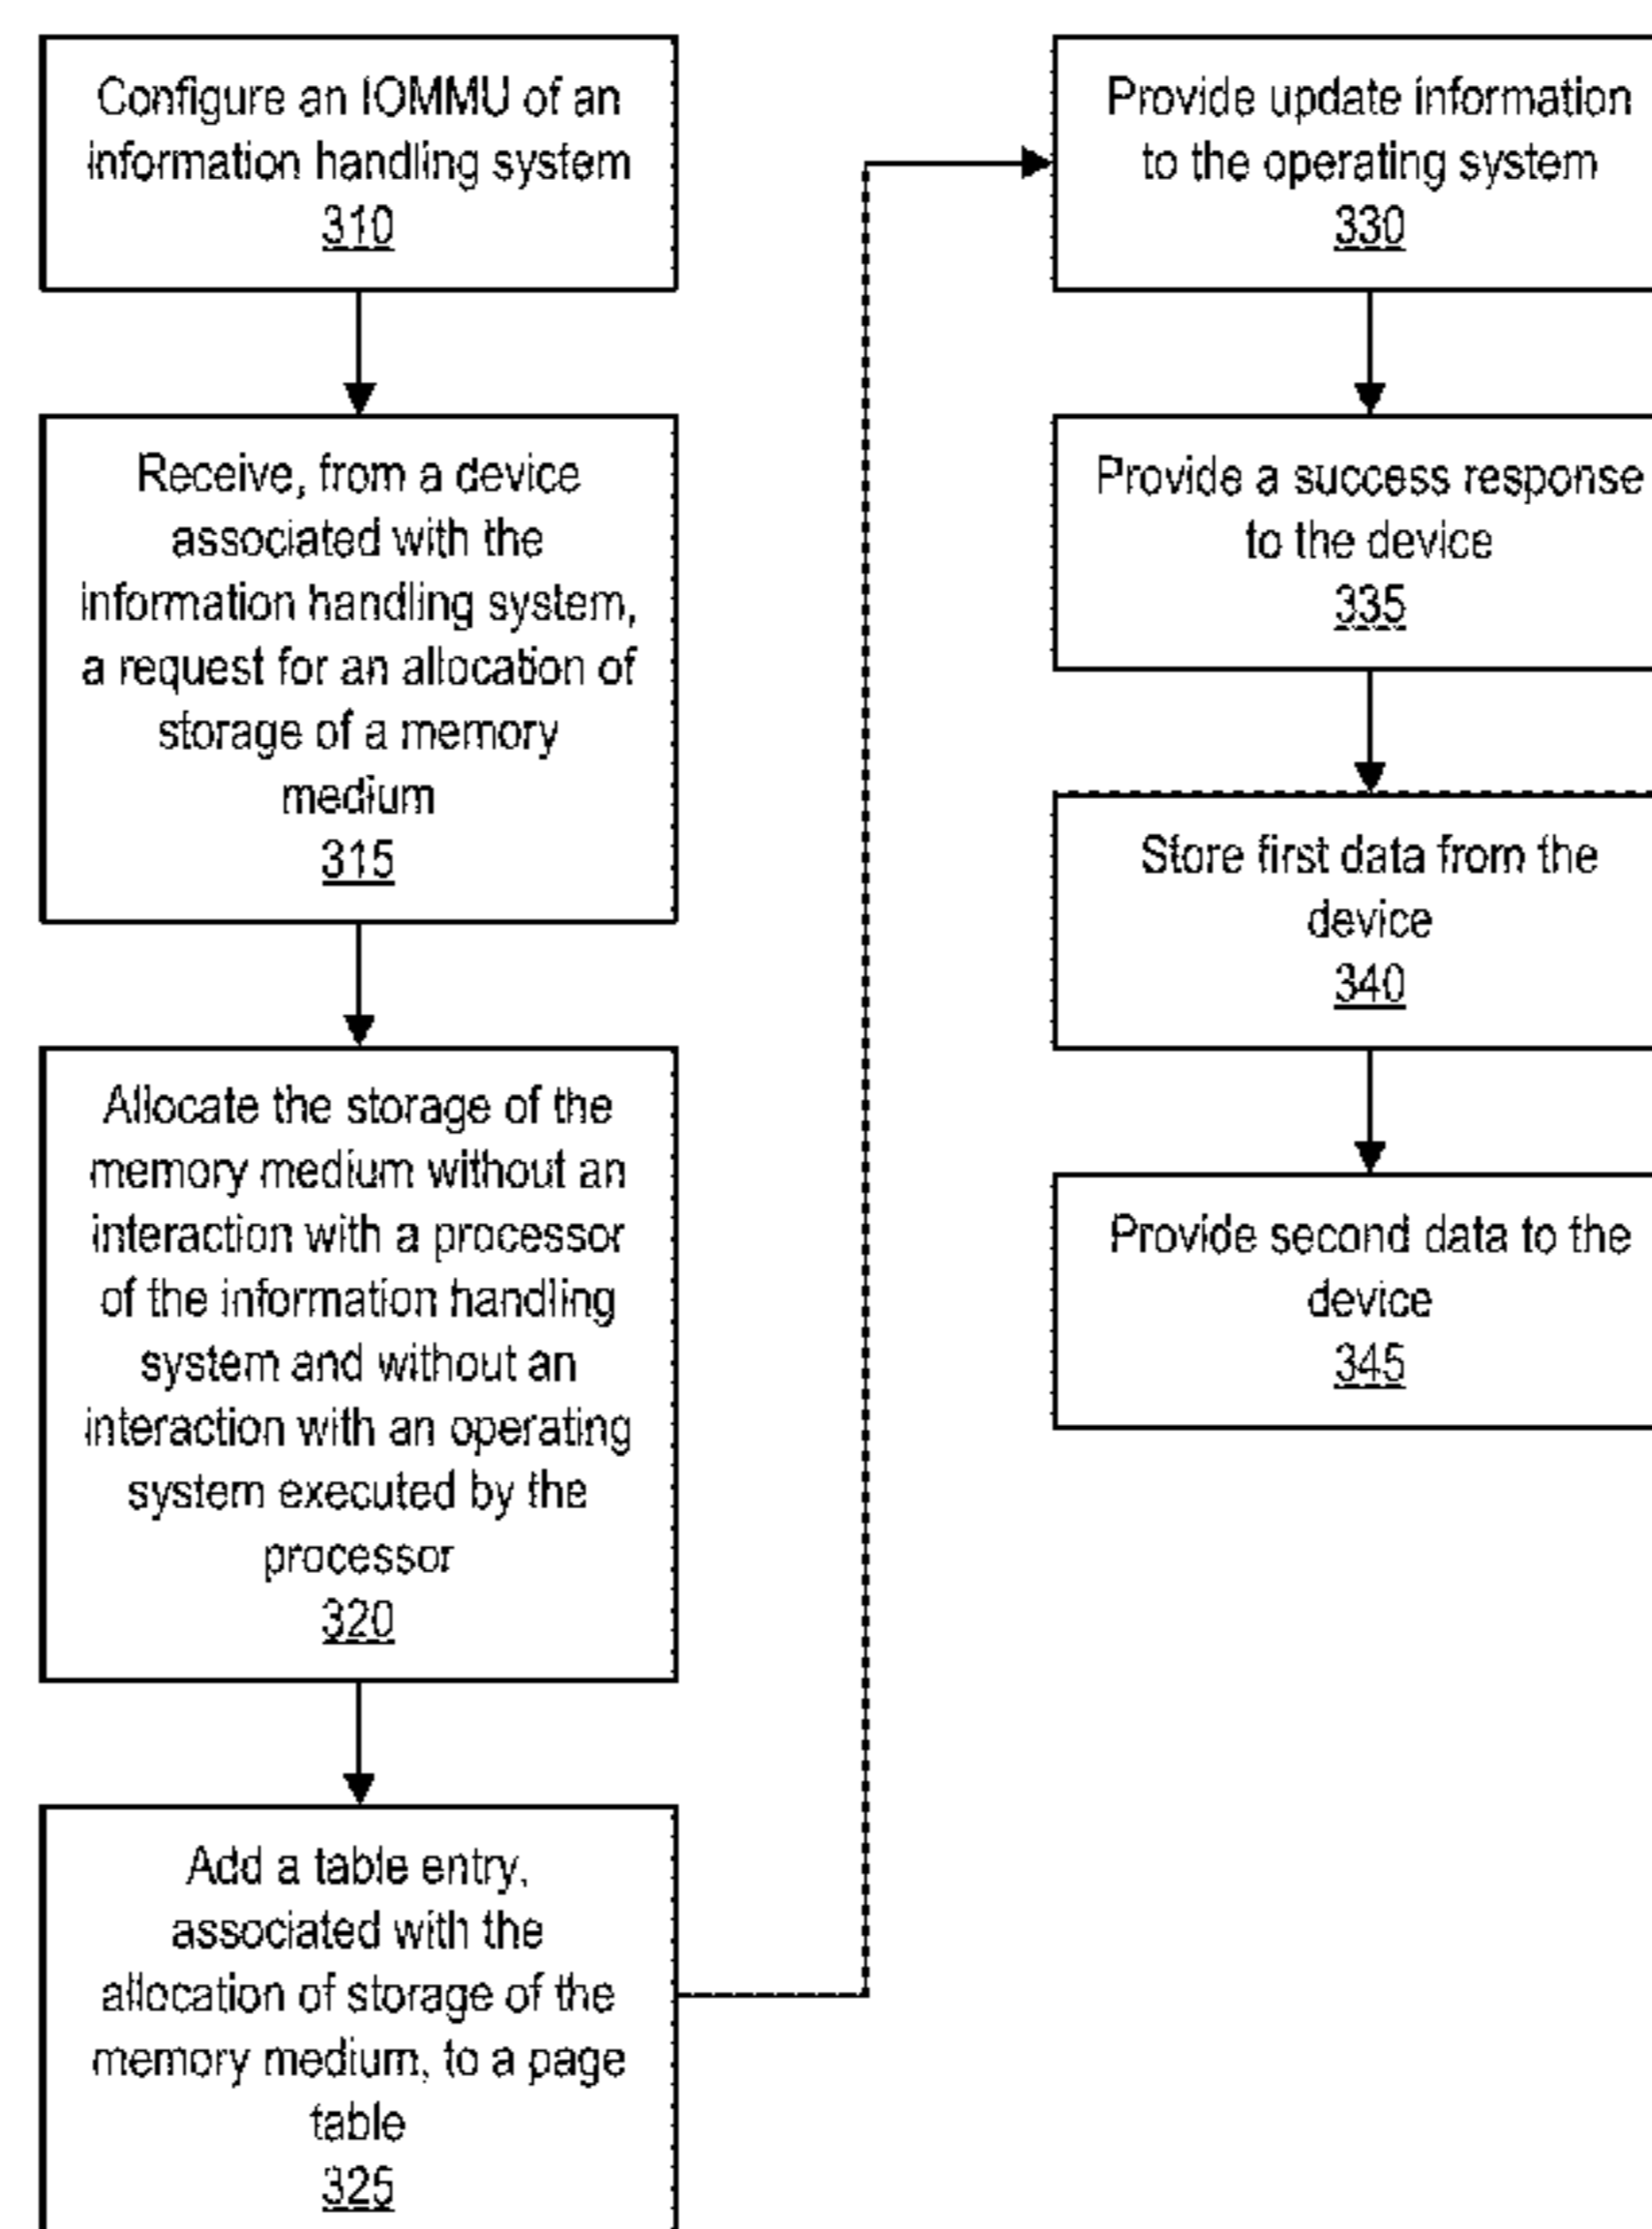 Configure an IOMMU of an
information handling system
310
Receive, from a device
associated with the
information handling system,
a request for an allocation of
storage of a memory
medium
315
Allocate the storage of the
memory medium without an
interaction with a processor
of the information handling
system and without an
interaction with an operating
system executed by the
processor
320
Add a table entry,
associated with the
allocation of storage of the
memory medium, to a page
table
325
Provide update information
to the operating system
330
Provide a success response
to the device
335
Store first data from the
device
340
Provide second data to the
device
345